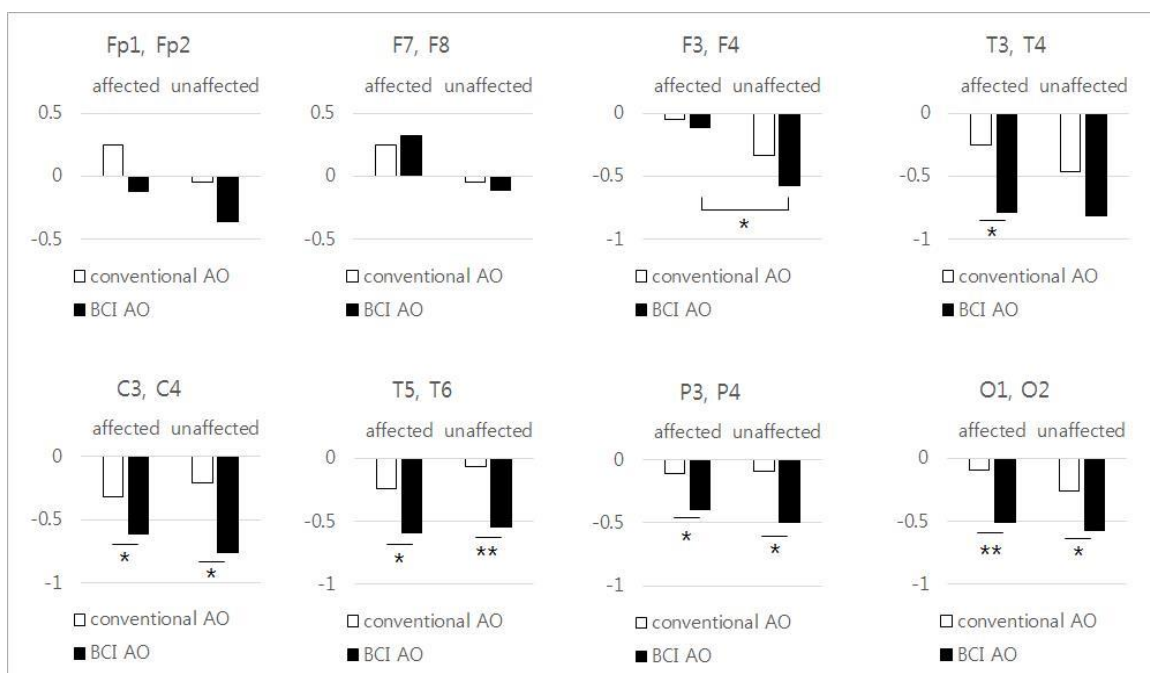 Fp1, Fp2
affected unaffected
0.5
0
-0.5
conventional AO
BCI AO
F7, F8
affected unaffected
0.5
0
-0.5
conventional AO
BCI AO
F3, F4
affected unaffected
0
-0.5
-1
*
conventional AO
BCI AO
T3, T4
affected unaffected
0
-0.5
-1
*
conventional AO
BCI AO
C3, C4
affected unaffected
0
-0.5
-1
* *
conventional AO
BCI AO
T5, T6
affected unaffected
0
-0.5
-1
* **
conventional AO
BCI AO
P3, P4
affected unaffected
0
-0.5
-1
* *
conventional AO
BCI AO
O1, O2
affected unaffected
0
-0.5
-1
** *
conventional AO
BCI AO